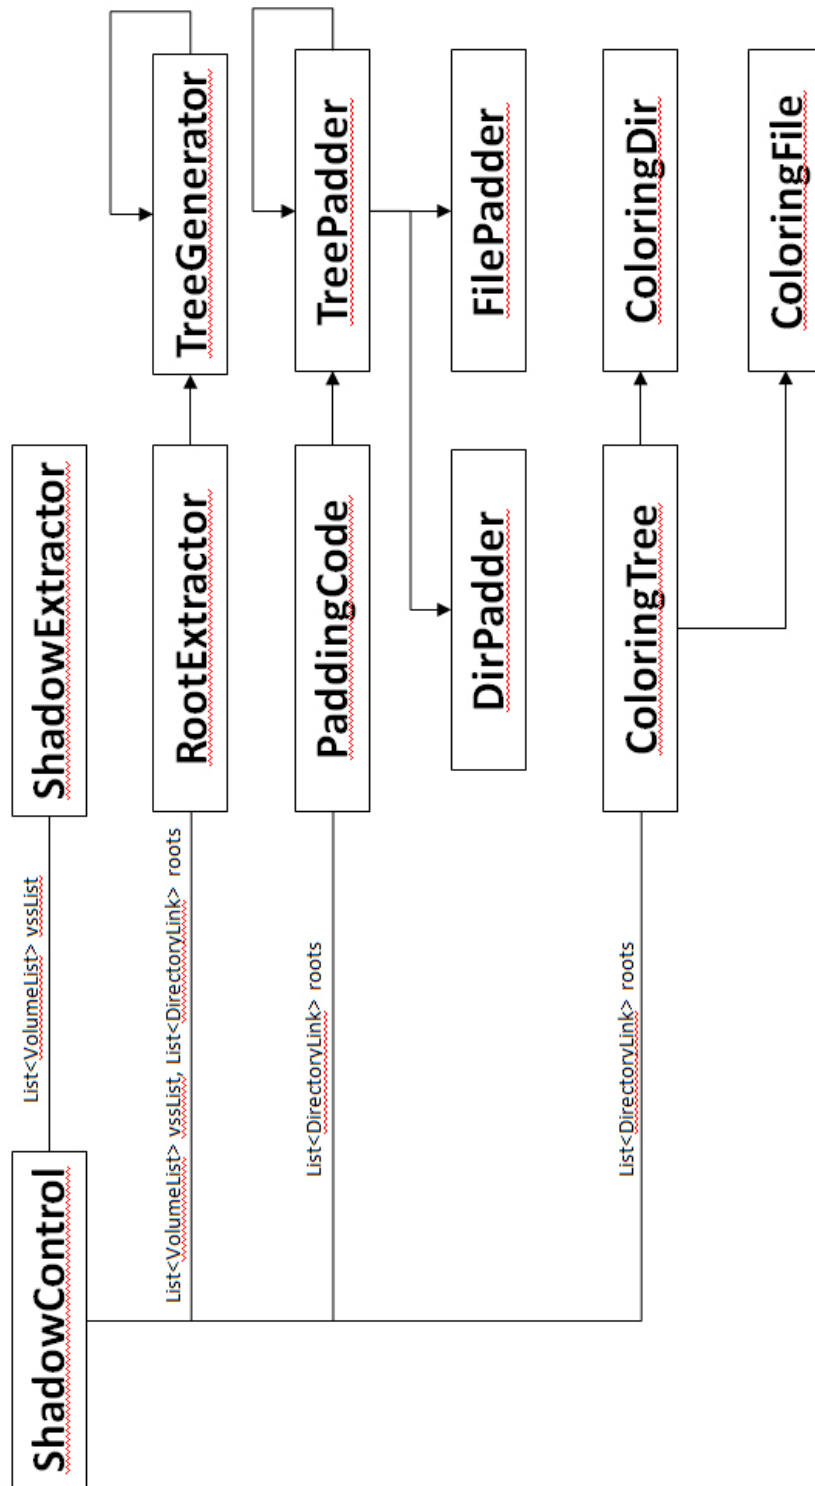 ShadowControl
List<VolumeList> vssList
ShadowExtractor
List<VolumeList> vssList, List<DirectoryLink> roots
RootExtractor
TreeGenerator
List<DirectoryLink> roots
PaddingCode
TreePadder
DirPadder
FilePadder
List<DirectoryLink> roots
ColoringTree
ColoringDir
ColoringFile